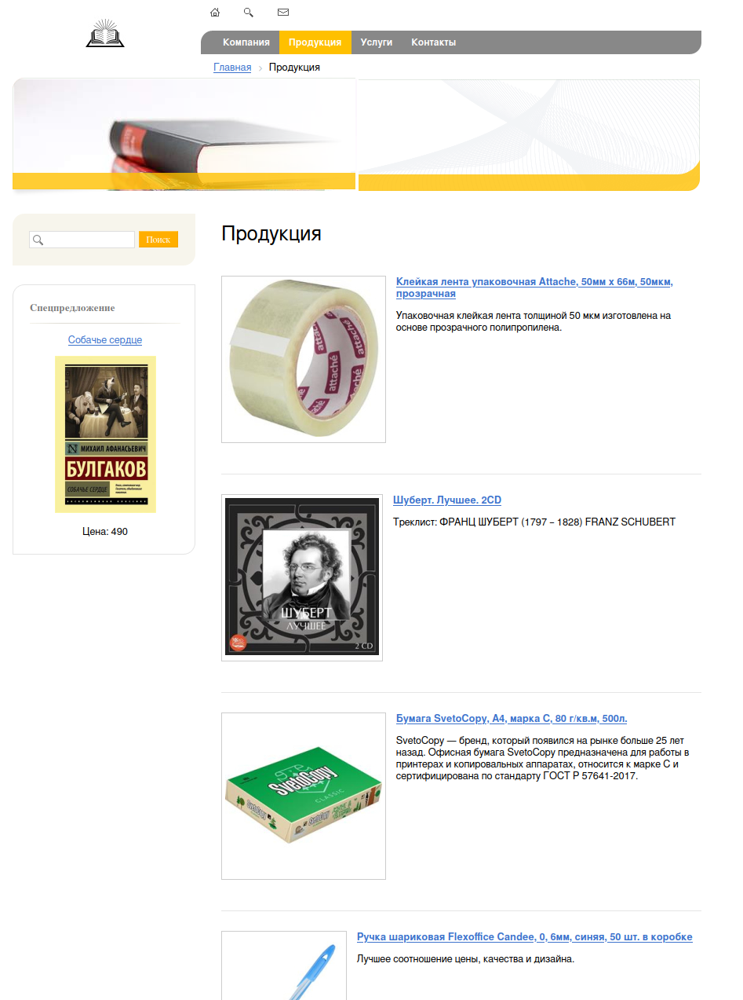 Компания Продукция Услуги Контакты
Главная › Продукция
Поиск
Спецпредложение
Собачье сердце
МИХАИЛ АФАНАСЬЕВИЧ
БУЛГАКОВ
СОБАЧЬЕ СЕРДЦЕ
Цена: 490
Продукция
attaché
attaché
attaché
Клейкая лента упаковочная Attache, 50мм x 66м, 50мкм,
прозрачная
Упаковочная клейкая лента толщиной 50 мкм изготовлена на
основе прозрачного полипропилена.
ШУБЕРТ
ЛУЧШЕЕ
2 CD
Шуберт. Лучшее. 2CD
Треклист: ФРАНЦ ШУБЕРТ (1797 – 1828) FRANZ SCHUBERT
SvetoCopy
CLASSIC
SvetoCopy
Бумага SvetoCopy, A4, марка C, 80 г/кв.м, 500л.
SvetoCopy — бренд, который появился на рынке больше 25 лет
назад. Офисная бумага SvetoCopy предназначена для работы в
принтерах и копировальных аппаратах, относится к марке C и
сертифицирована по стандарту ГОСТ Р 57641-2017.
Ручка шариковая Flexoffice Candee, 0, 6мм, синяя, 50 шт. в коробке
Лучшее соотношение цены, качества и дизайна.